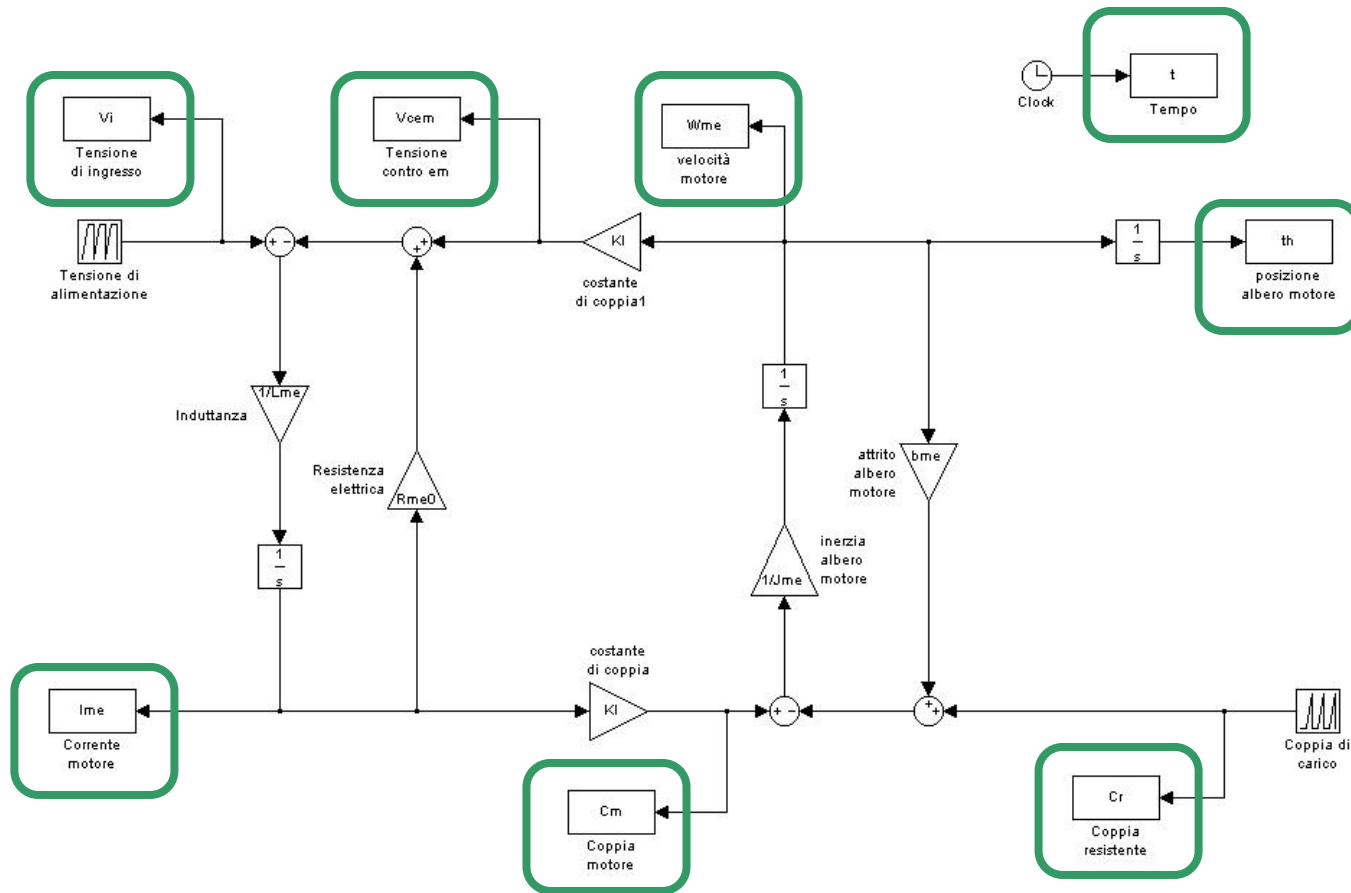 t
Clock
Tempo
Vi
Tensione
di ingresso
Vcem
Tensione
contro em
Wme
velocità
motore
+ -
+
+
KI
1
s
th
Tensione di
alimentazione
costante
di coppia1
posizione
albero motore
1/Lme
Induttanza
1
s
Resistenza
elettrica
Rme0
attrito
albero
motore
bme
1
s
inerzia
albero
motore
1/Jme
costante
di coppia
Ime
KI
+ -
+
+
Corrente
motore
Coppia di
carico
Cm
Coppia
motore
Cr
Coppia
resistente